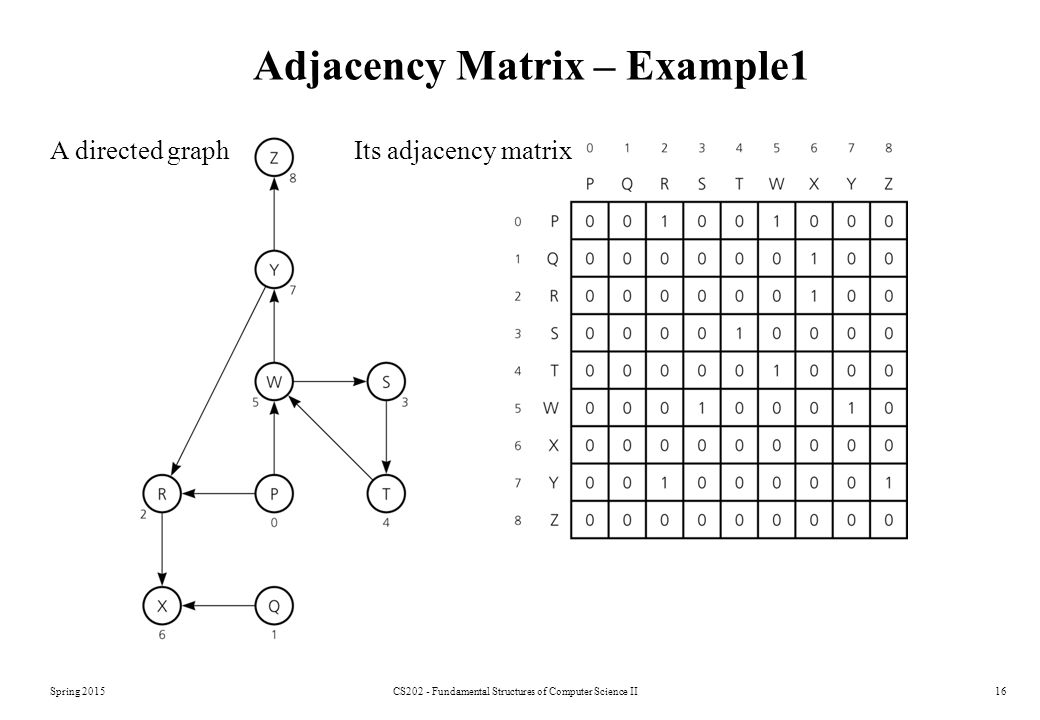 Adjacency Matrix – Example1
A directed graph
Z
8
Y
7
W
5
S
3
R
2
P
0
T
4
X
6
Q
1
Its adjacency matrix
0 1 2 3 4 5 6 7 8
P Q R S T W X Y Z
0 P 0 0 1 0 0 1 0 0 0
1 Q 0 0 0 0 0 0 1 0 0
2 R 0 0 0 0 0 0 1 0 0
3 S 0 0 0 0 1 0 0 0 0
4 T 0 0 0 0 0 1 0 0 0
5 W 0 0 0 1 0 0 0 1 0
6 X 0 0 0 0 0 0 0 0 0
7 Y 0 0 1 0 0 0 0 0 1
8 Z 0 0 0 0 0 0 0 0 0
Spring 2015 CS202 - Fundamental Structures of Computer Science II 16